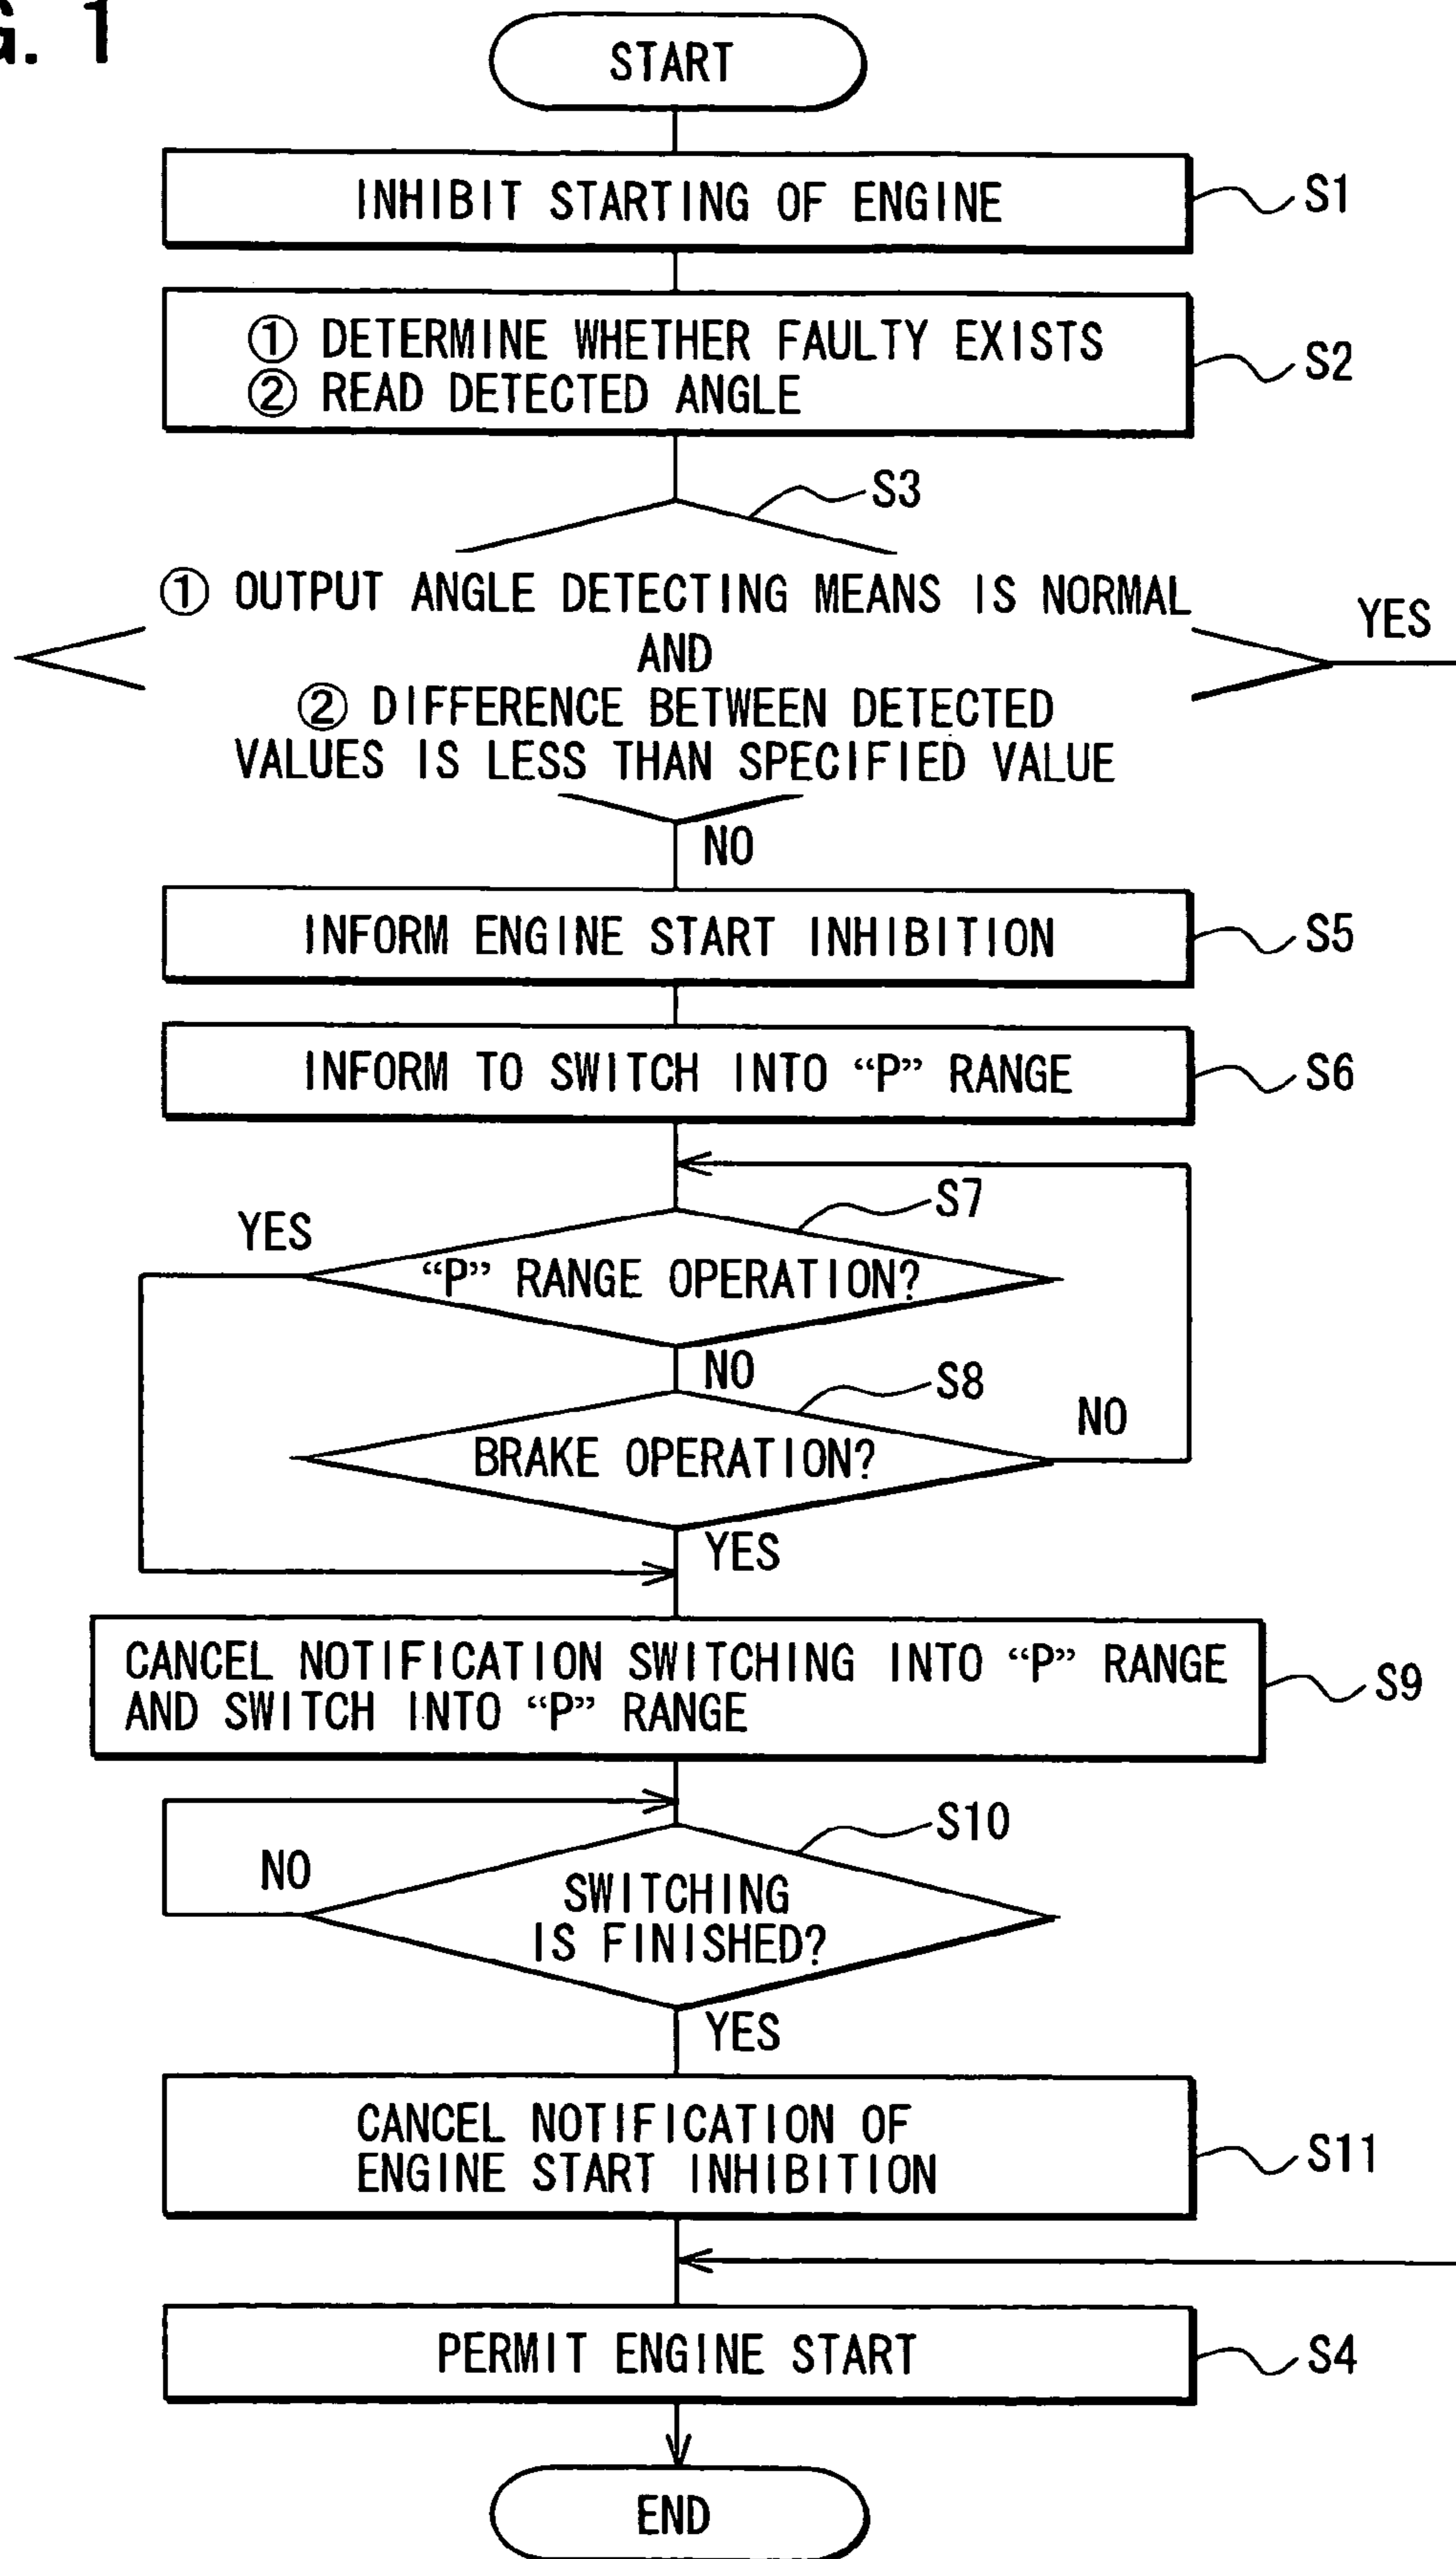 G. 1
START
INHIBIT STARTING OF ENGINE
S1
① DETERMINE WHETHER FAULTY EXISTS
② READ DETECTED ANGLE
S2
S3
① OUTPUT ANGLE DETECTING MEANS IS NORMAL
AND
② DIFFERENCE BETWEEN DETECTED
VALUES IS LESS THAN SPECIFIED VALUE
YES
NO
INFORM ENGINE START INHIBITION
S5
INFORM TO SWITCH INTO “P” RANGE
S6
S7
YES
“P” RANGE OPERATION?
NO
S8
NO
BRAKE OPERATION?
YES
CANCEL NOTIFICATION SWITCHING INTO “P” RANGE
AND SWITCH INTO “P” RANGE
S9
S10
NO
SWITCHING
IS FINISHED?
YES
CANCEL NOTIFICATION OF
ENGINE START INHIBITION
S11
PERMIT ENGINE START
S4
END